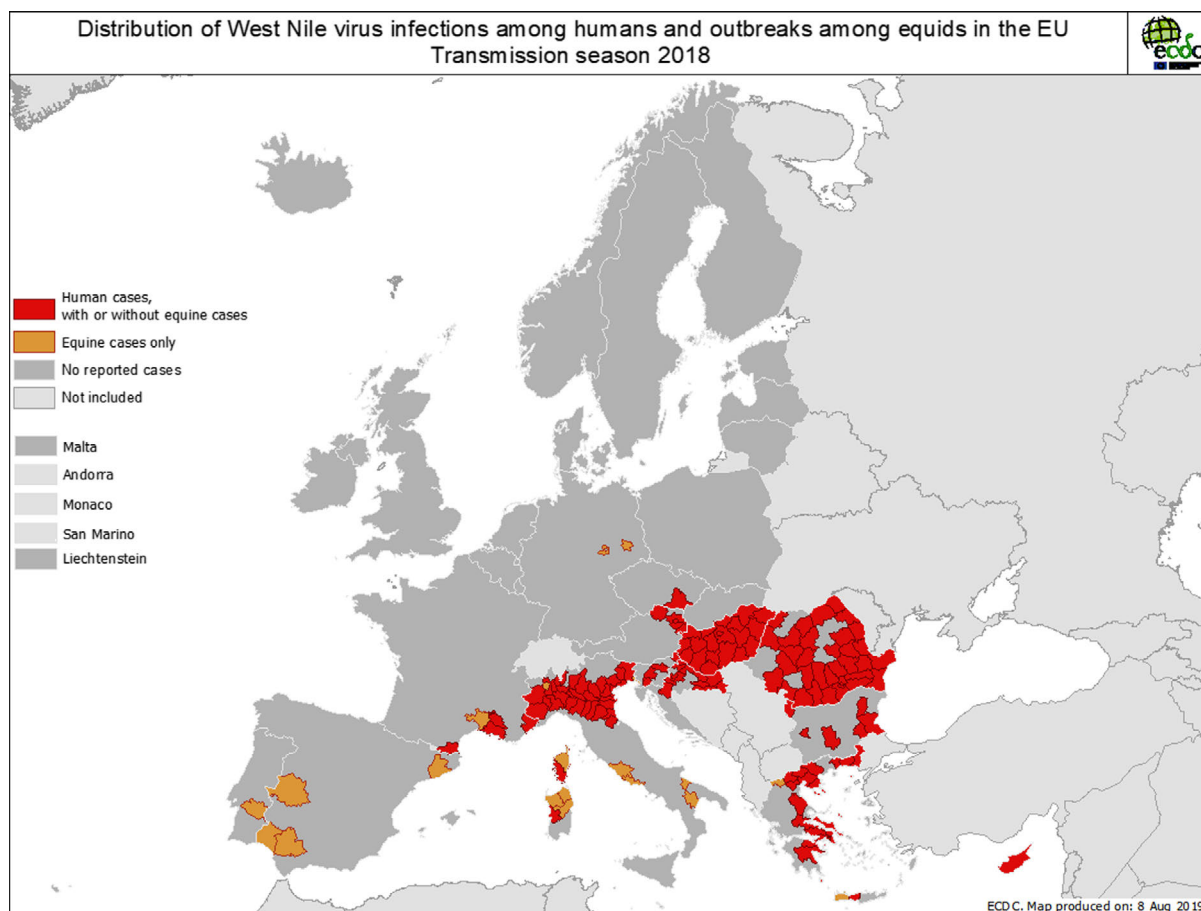 Distribution of West Nile virus infections among humans and outbreaks among equids in the EU
Transmission season 2018
ecdc
Human cases,
with or without equine cases
Equine cases only
No reported cases
Not included
Malta
Andorra
Monaco
San Marino
Liechtenstein
ECDC. Map produced on: 8 Aug 2019